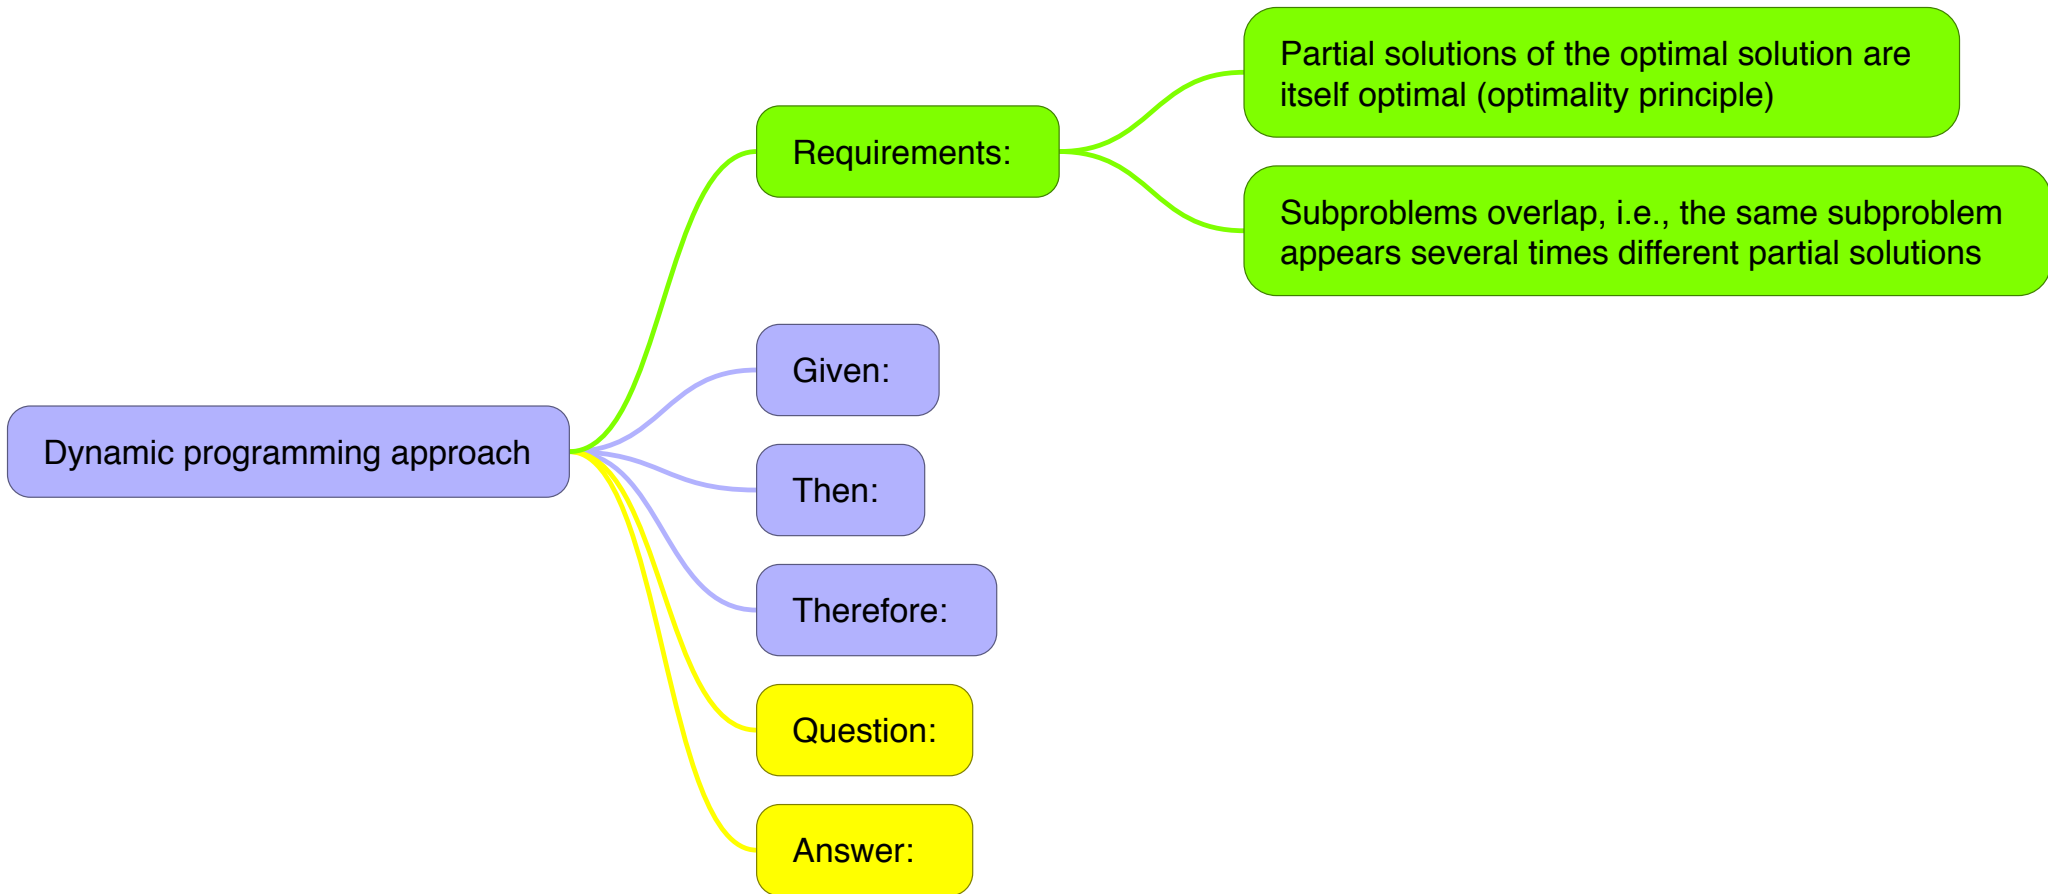 Partial solutions of the optimal solution are
itself optimal (optimality principle)
Requirements:
Subproblems overlap, i.e., the same subproblem
appears several times different partial solutions
Given:
Dynamic programming approach
Then:
Therefore:
Question:
Answer: